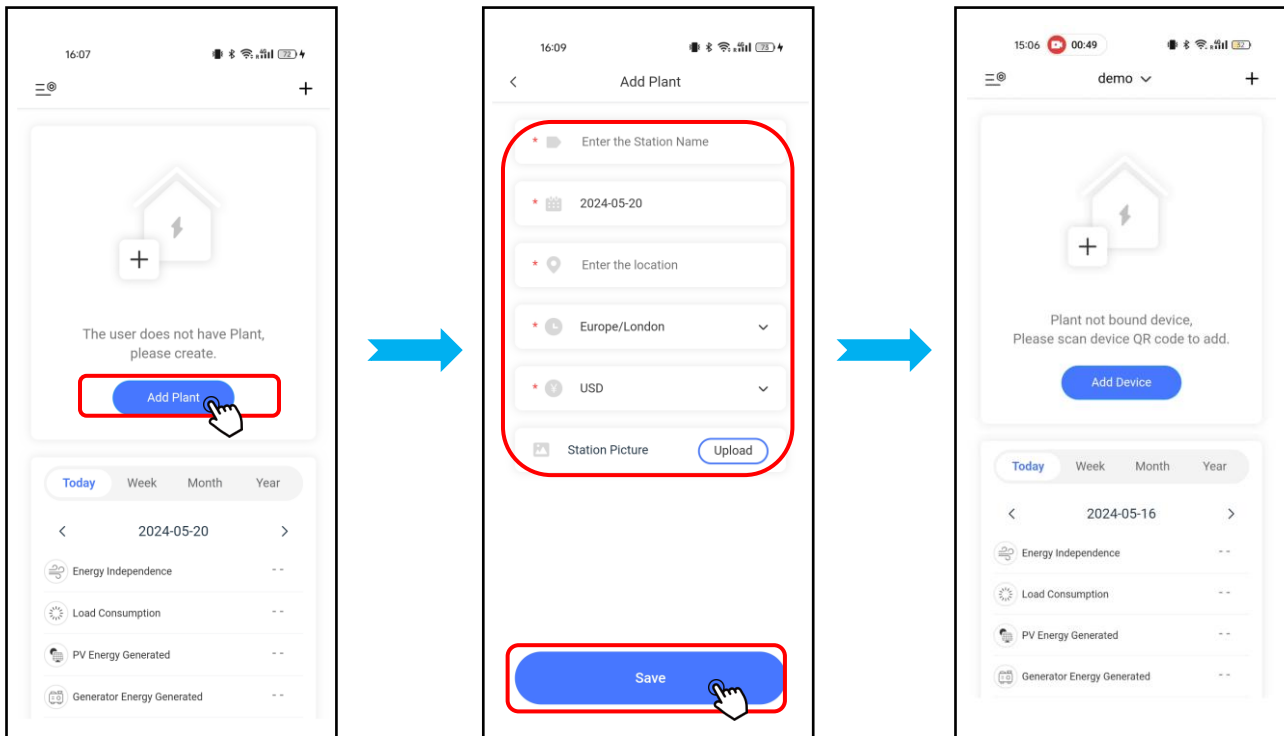 16:07
72
The user does not have Plant,
please create.
Add Plant
Today Week Month Year
2024-05-20
Energy Independence - -
Load Consumption - -
PV Energy Generated - -
Generator Energy Generated - -
16:09
73
Add Plant
* Enter the Station Name
* 2024-05-20
* Enter the location
* Europe/London
* USD
Station Picture Upload
Save
15:06 00:49
32
demo
Plant not bound device,
Please scan device QR code to add.
Add Device
Today Week Month Year
2024-05-16
Energy Independence - -
Load Consumption - -
PV Energy Generated - -
Generator Energy Generated - -